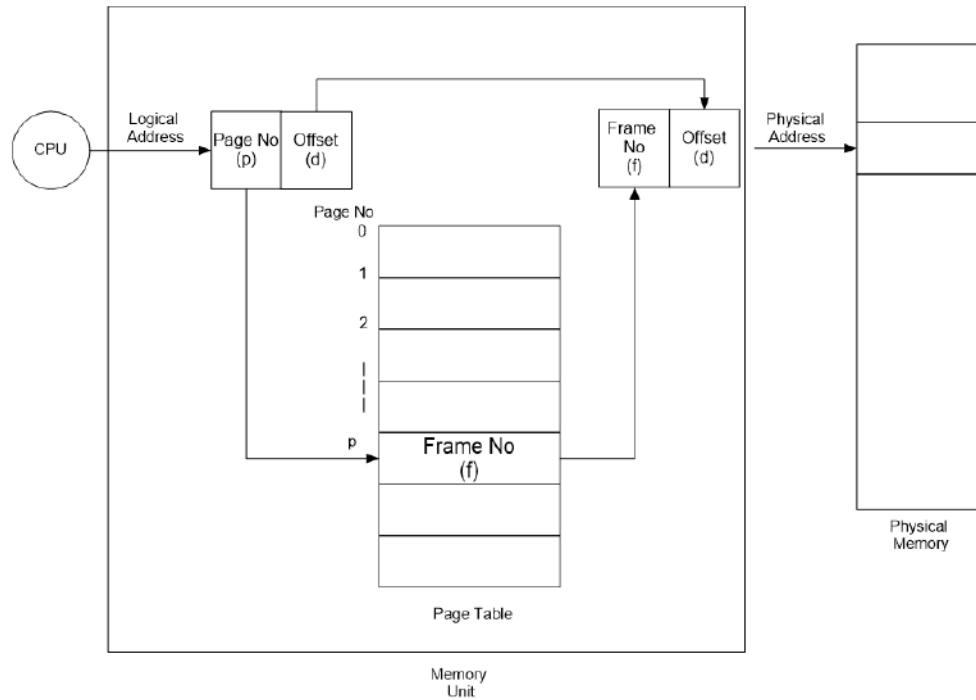 CPU
Logical
Address
Page No
(p)
Offset
(d)
Frame
No
(f)
Offset
(d)
Physical
Address
Page No
0
1
2
p
Frame No
(f)
Page Table
Physical
Memory
Memory
Unit